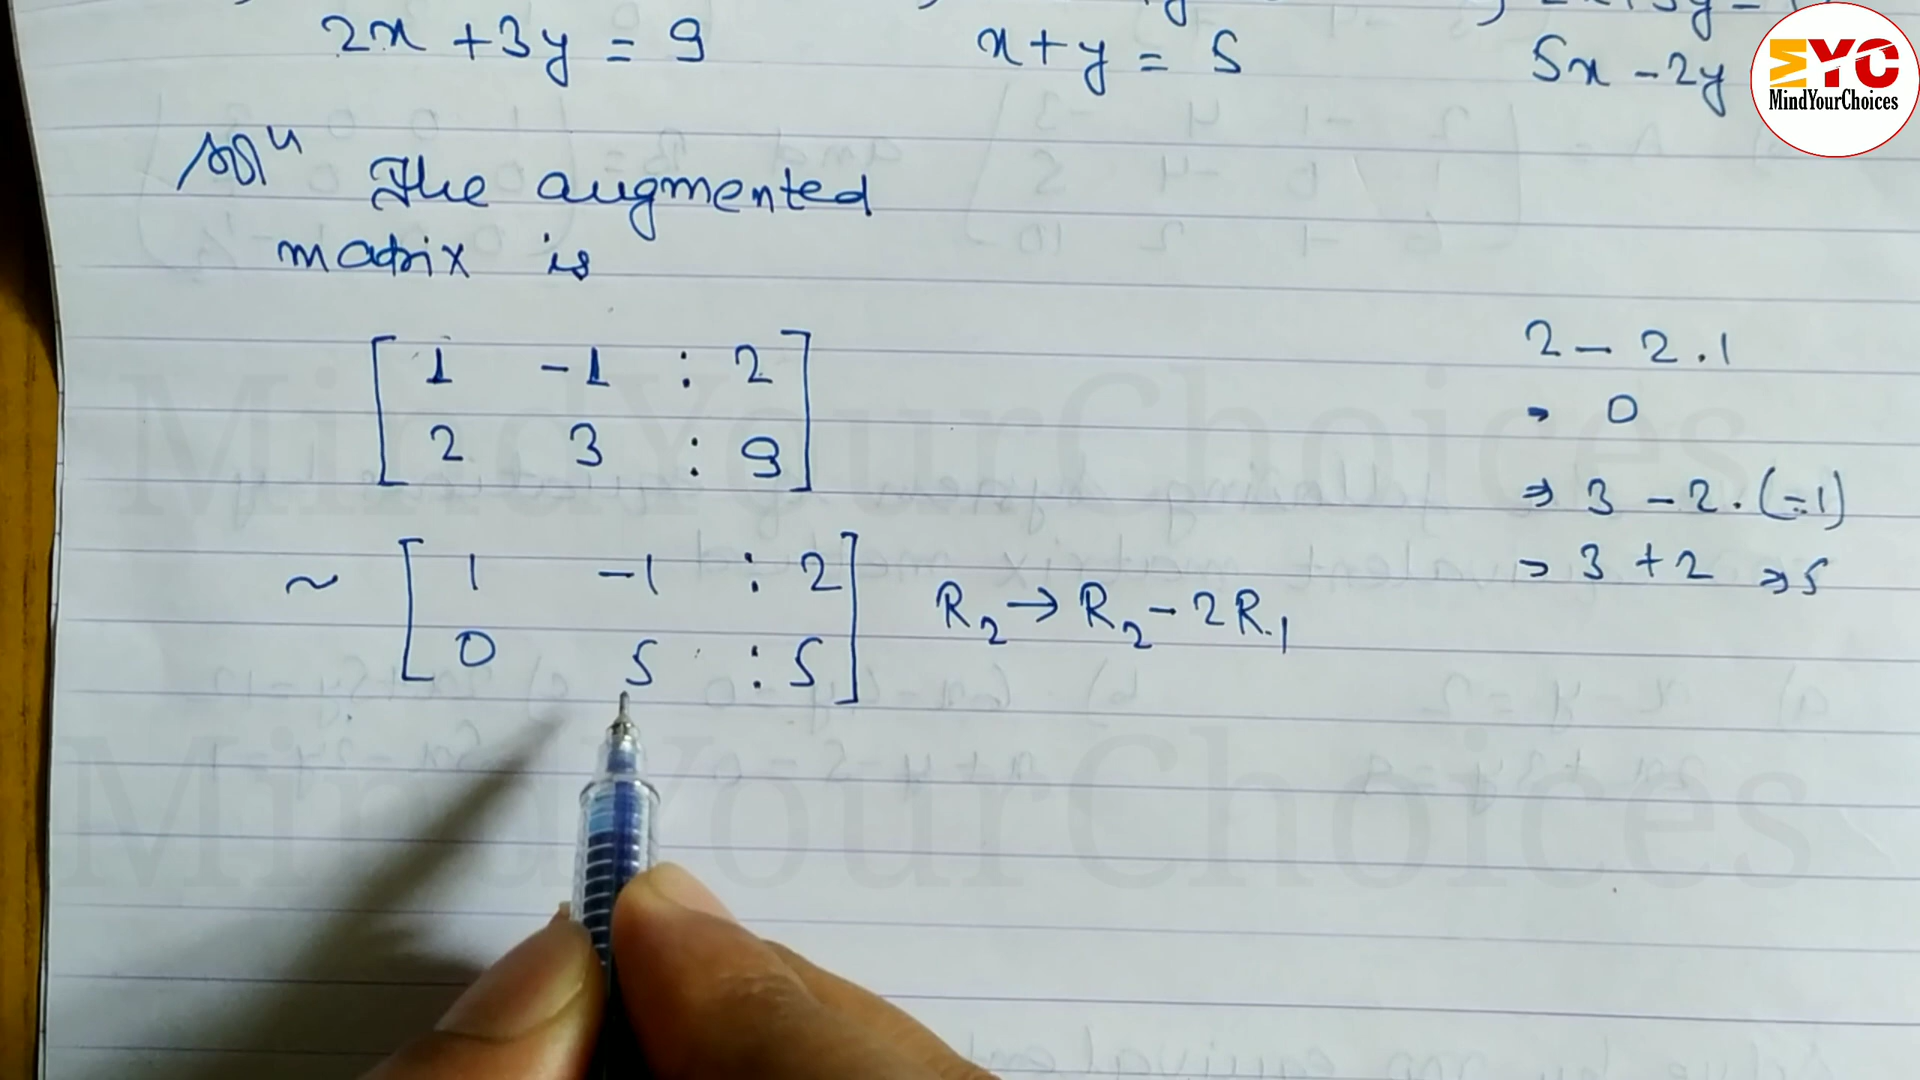 2x + 3y = 9
x + y = 5
5x - 2y
MYC
MindYourChoices
Solⁿ The augmented
matrix is
[ 1 -1 : 2 ]
[ 2 3 : 9 ]
~ [ 1 -1 : 2 ]
[ 0 5 : 5 ] R₂ → R₂ - 2R₁
2 - 2.1
→ 0
⇒ 3 - 2.(-1)
→ 3 + 2 ⇒ 5
MindYourChoices
MindYourChoices